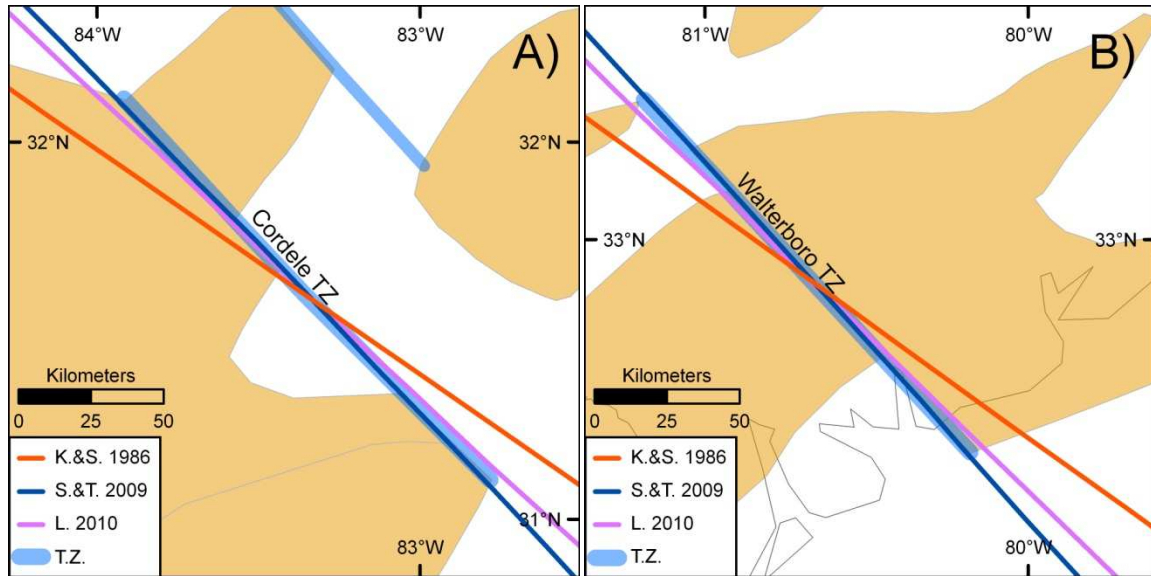 84°W
83°W
A)
32°N
32°N
Cordele TZ
Kilometers
0 25 50
K.&S. 1986
S.&T. 2009
L. 2010
T.Z.
31°N
83°W
81°W
80°W
B)
33°N
33°N
Walterboro TZ
Kilometers
0 25 50
K.&S. 1986
S.&T. 2009
L. 2010
T.Z.
80°W